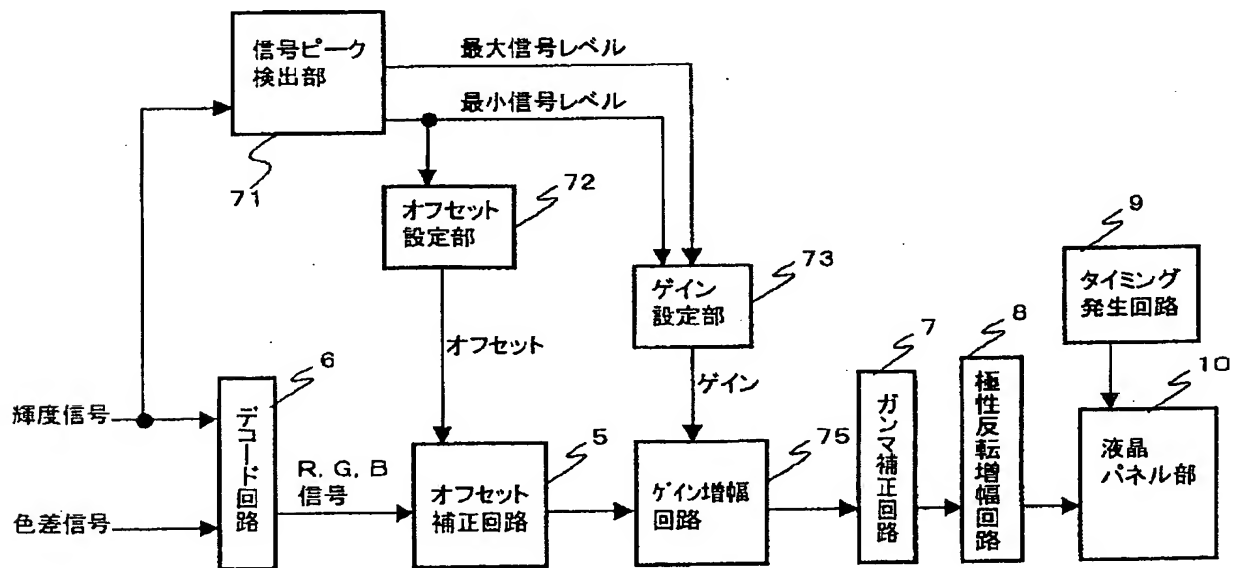 信号ピーク
検出部
71
最大信号レベル
最小信号レベル
オフセット
設定部
72
ゲイン
設定部
73
タイミング
発生回路
9
オフセット
ゲイン
輝度信号
色差信号
デコード回路
6
R, G, B
信号
オフセット
補正回路
5
ゲイン増幅
回路
75
ガンマ補正回路
7
極性反転増幅回路
8
液晶
パネル部
10